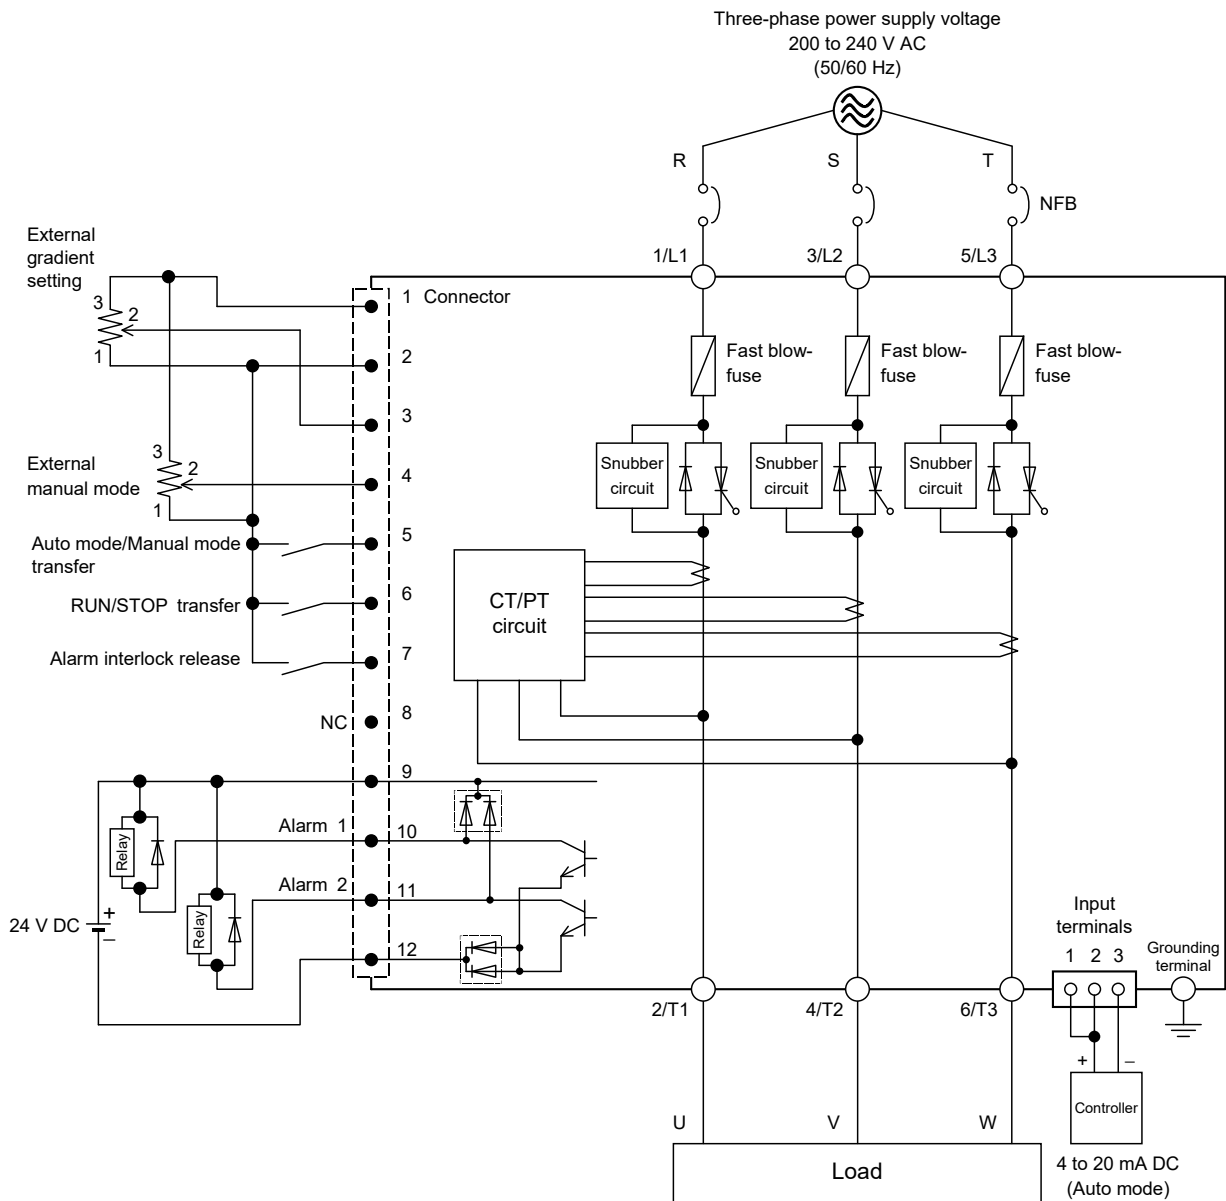 Three-phase power supply voltage
200 to 240 V AC
(50/60 Hz)
R
S
T
NFB
1/L1
3/L2
5/L3
External
gradient
setting
3
2
1
1 Connector
2
3
4
5
6
7
8
9
10
11
12
Fast blow-
fuse
Fast blow-
fuse
Fast blow-
fuse
Snubber
circuit
Snubber
circuit
Snubber
circuit
External
manual mode
3
2
1
Auto mode/Manual mode
transfer
RUN/STOP transfer
Alarm interlock release
NC
CT/PT
circuit
Alarm 1
Alarm 2
Relay
Relay
24 V DC
+
–
Input
terminals
1 2 3
Grounding
terminal
2/T1
4/T2
6/T3
+
–
Controller
4 to 20 mA DC
(Auto mode)
U
V
W
Load